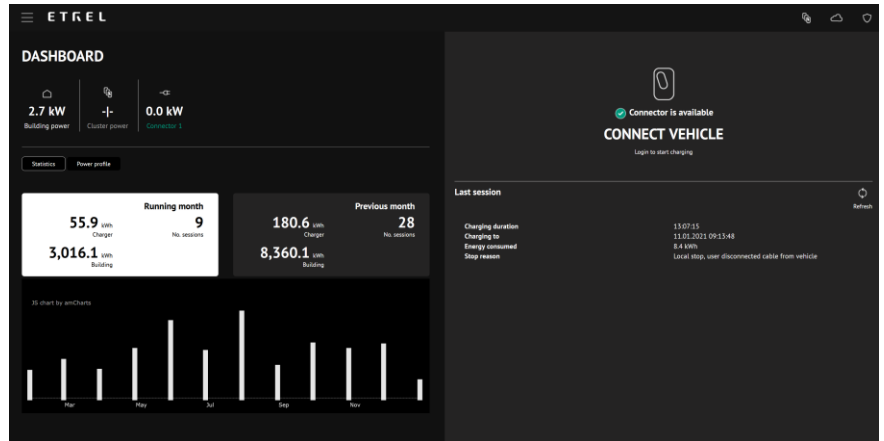 ETREL
DASHBOARD
2.7 kW
-|-
0.0 kW
Building power
Cluster power
Connector 1
Statistics
Power profile
Running month
55.9 kWh
9
Charger
No. sessions
3,016.1 kWh
Building
Previous month
180.6 kWh
28
Charger
No. sessions
8,360.1 kWh
Building
JS chart by amCharts
Mar May Jul Sep Nov
Connector is available
CONNECT VEHICLE
Login to start charging
Last session
Refresh
Charging duration 13:07:15
Charging to 11.01.2021 09:13:48
Energy consumed 8.4 kWh
Stop reason Local stop, user disconnected cable from vehicle